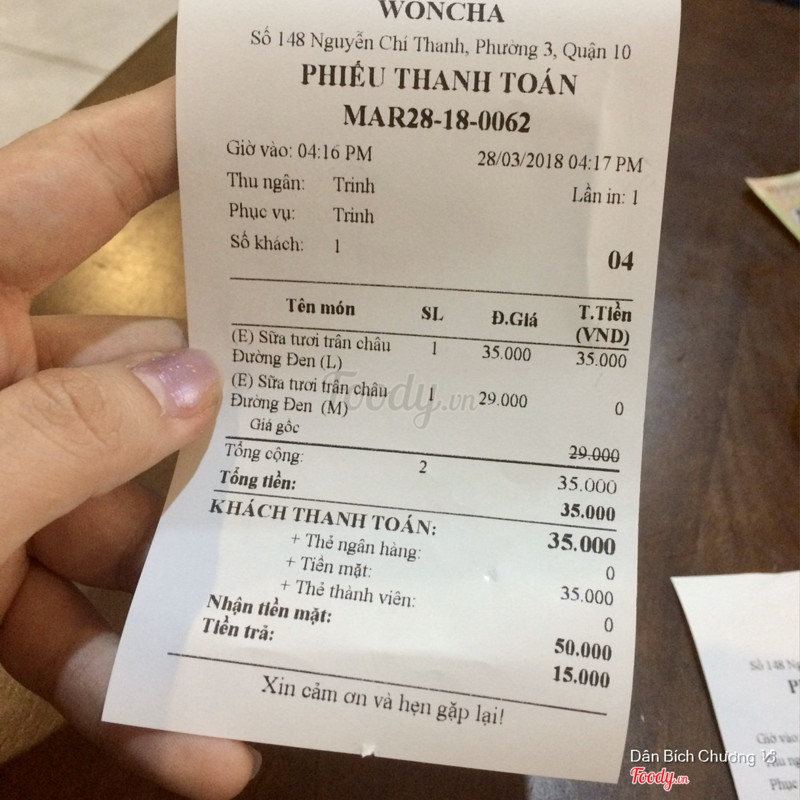 WONCHA
Số 148 Nguyễn Chí Thanh, Phường 3, Quận 10
PHIẾU THANH TOÁN
MAR28-18-0062
Giờ vào: 04:16 PM 28/03/2018 04:17 PM
Thu ngân: Trinh Lần in: 1
Phục vụ: Trinh
Số khách: 1 04
Tên món SL Đ.Giá T.Tiền
(VND)
(E) Sữa tươi trân châu 1 35.000 35.000
Đường Đen (L)
(E) Sữa tươi trân châu 1 29.000 0
Đường Đen (M)
Giá gốc 29.000
Tổng cộng: 2 35.000
Tổng tiền: 35.000
KHÁCH THANH TOÁN: 35.000
+ Thẻ ngân hàng: 0
+ Tiền mặt: 35.000
+ Thẻ thành viên: 0
Nhận tiền mặt: 50.000
Tiền trả: 15.000
Xin cảm ơn và hẹn gặp lại!
Foody.vn
Số 148
Giờ vào
Thu
Phục
Dân Bích Chương
Foody.vn